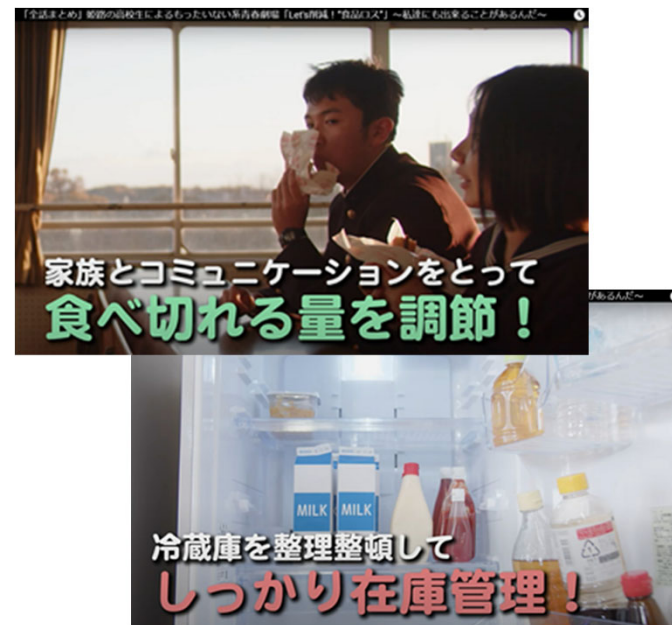 「全話まとめ」姫路の高校生によるもったいない系青春劇場「Let's削減！"食品ロス"」～私達にも出来ることがあるんだ～
家族とコミュニケーションをとって
食べ切れる量を調節！
があるんだ～
MILK
MILK
冷蔵庫を整理整頓して
しっかり在庫管理！